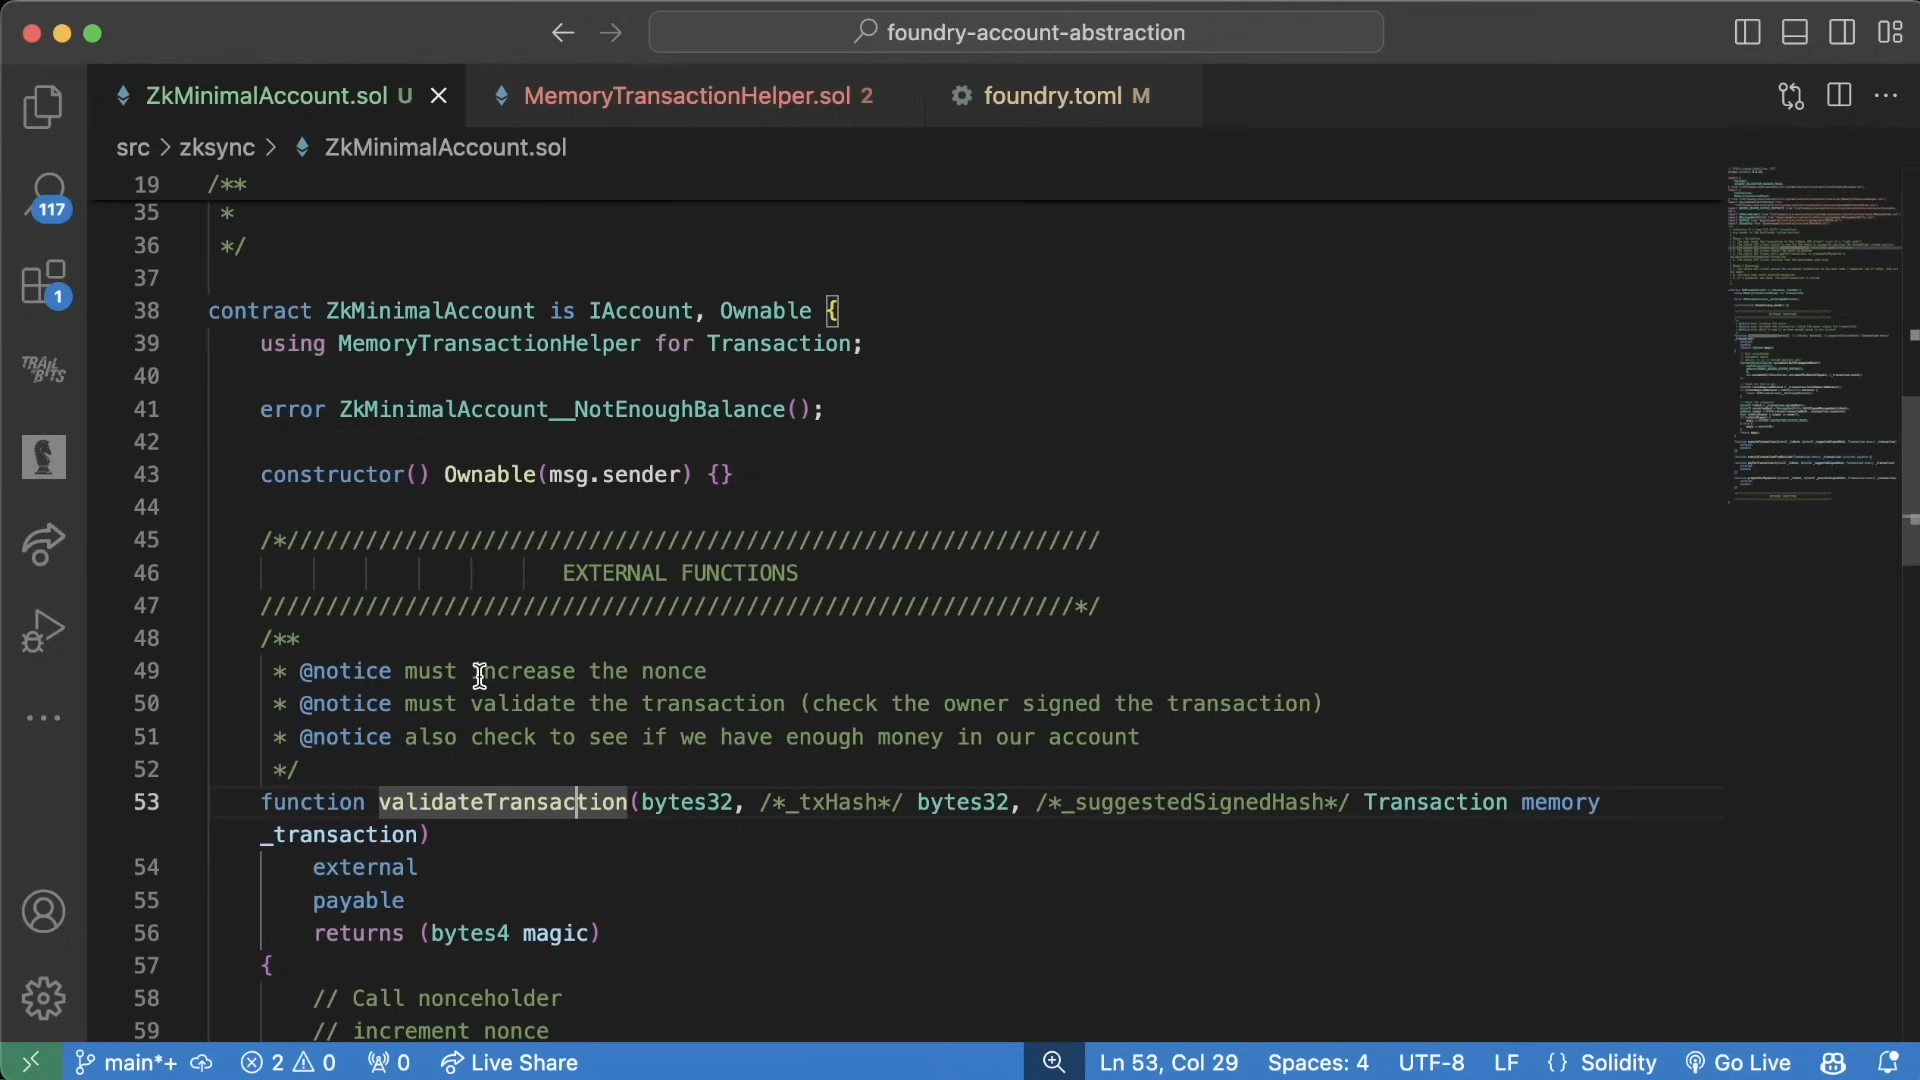 foundry-account-abstraction
ZkMinimalAccount.sol U
MemoryTransactionHelper.sol 2
foundry.toml M
src > zksync > ZkMinimalAccount.sol
117
1
TRAIL OF BITS
19 /**
35 *
36 */
37
38 contract ZkMinimalAccount is IAccount, Ownable {
39 using MemoryTransactionHelper for Transaction;
40
41 error ZkMinimalAccount__NotEnoughBalance();
42
43 constructor() Ownable(msg.sender) {}
44
45 /*//////////////////////////////////////////////////////////////
46 EXTERNAL FUNCTIONS
47 //////////////////////////////////////////////////////////////*/
48 /**
49 * @notice must increase the nonce
50 * @notice must validate the transaction (check the owner signed the transaction)
51 * @notice also check to see if we have enough money in our account
52 */
53 function validateTransaction(bytes32, /*_txHash*/ bytes32, /*_suggestedSignedHash*/ Transaction memory
_transaction)
54 external
55 payable
56 returns (bytes4 magic)
57 {
58 // Call nonceholder
59 // increment nonce
main*+ 2 0 0 Live Share Ln 53, Col 29 Spaces: 4 UTF-8 LF {} Solidity Go Live